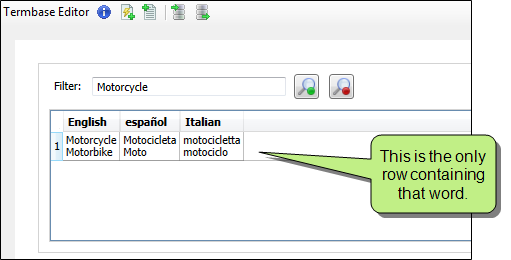 Termbase Editor
Filter: Motorcycle
English español Italian
1 Motorcycle Motocicleta motocicletta
Motorbike Moto motociclo
This is the only
row containing
that word.